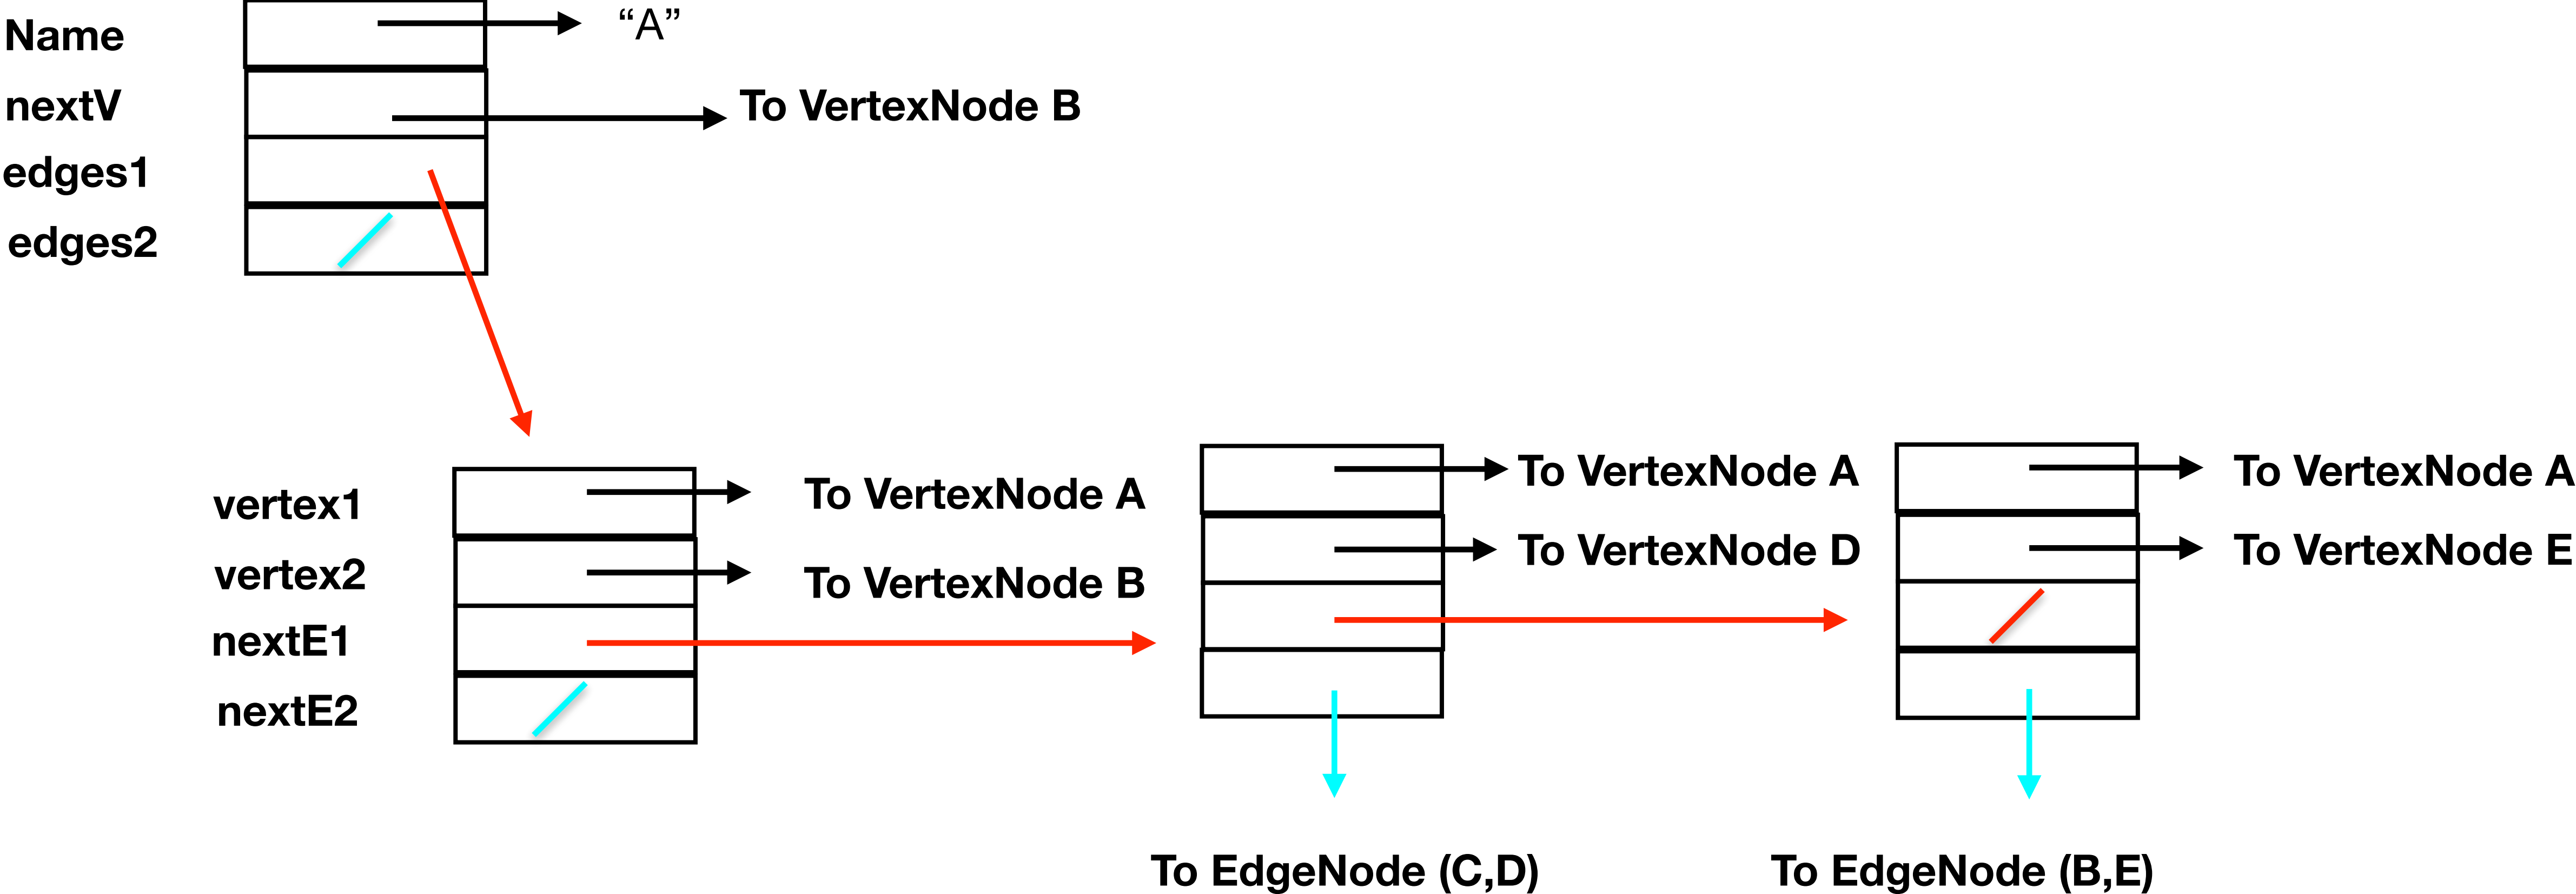 Name
“A”
nextV
To VertexNode B
edges1
edges2
vertex1
To VertexNode A
To VertexNode A
To VertexNode A
vertex2
To VertexNode B
To VertexNode D
To VertexNode E
nextE1
nextE2
To EdgeNode (C,D)
To EdgeNode (B,E)